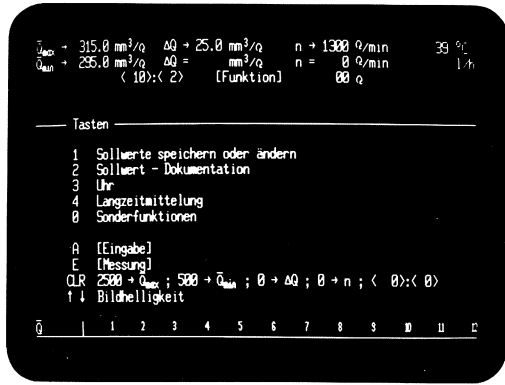 Q̄max → 315.0 mm³/Ω ΔQ → 25.0 mm³/Ω n → 1300 Ω/min 39 °C
Q̄min → 295.0 mm³/Ω ΔQ = mm³/Ω n = 0 Ω/min l/h
< 10>:< 2> [Funktion] 00 Ω
Tasten
1 Sollwerte speichern oder ändern
2 Sollwert - Dokumentation
3 Uhr
4 Langzeitmittelung
0 Sonderfunktionen
A [Eingabe]
E [Messung]
CLR 2500 → Q̄max ; 500 → Q̄min ; 0 → ΔQ ; 0 → n ; < 0>:< 0>
↑ ↓ Bildhelligkeit
Q̄ | 1 2 3 4 5 6 7 8 9 10 11 12